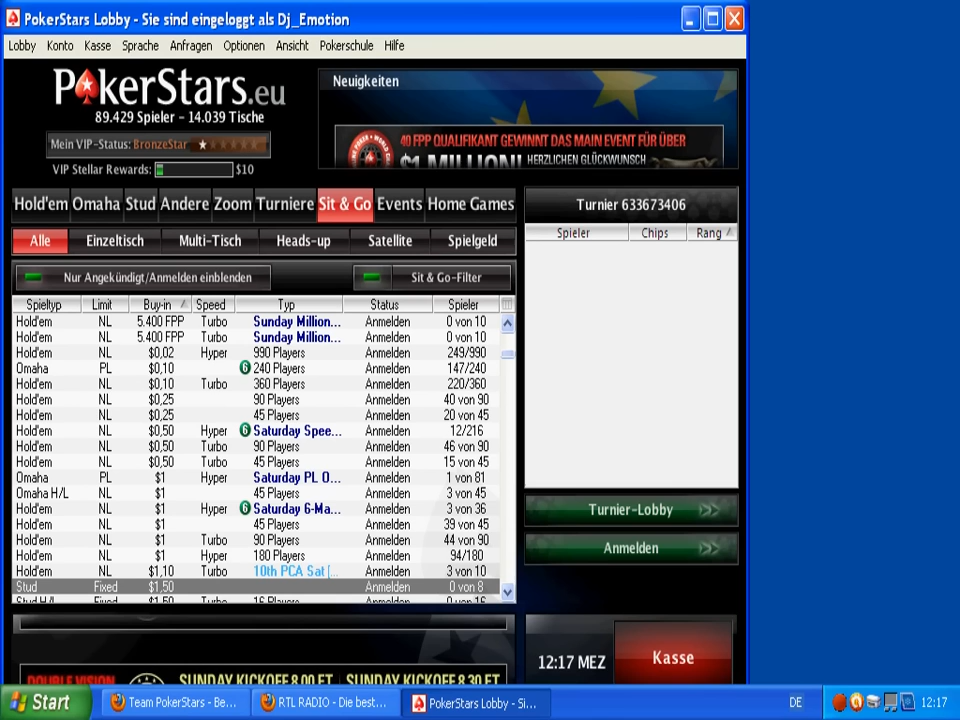 PokerStars Lobby - Sie sind eingeloggt als Dj_Emotion
Lobby Konto Kasse Sprache Anfragen Optionen Ansicht Pokerschule Hilfe
PokerStars.eu
89.429 Spieler - 14.039 Tische
Mein VIP-Status: BronzeStar
VIP Stellar Rewards: $10
Neuigkeiten
40 FPP QUALIFIKANT GEWINNT DAS MAIN EVENT FÜR ÜBER
$1 MILLION! HERZLICHEN GLÜCKWUNSCH
Hold'em Omaha Stud Andere Zoom Turniere Sit & Go Events Home Games
Alle Einzeltisch Multi-Tisch Heads-up Satellite Spielgeld
Nur Angekündigt/Anmelden einblenden Sit & Go-Filter
Spieltyp Limit Buy-in Speed Typ Status Spieler
Hold'em NL 5.400 FPP Turbo Sunday Million... Anmelden 0 von 10
Hold'em NL 5.400 FPP Turbo Sunday Million... Anmelden 0 von 10
Hold'em NL $0,02 Hyper 990 Players Anmelden 249/990
Omaha PL $0,10 6 240 Players Anmelden 147/240
Hold'em NL $0,10 Turbo 360 Players Anmelden 220/360
Hold'em NL $0,25 90 Players Anmelden 40 von 90
Hold'em NL $0,25 45 Players Anmelden 20 von 45
Hold'em NL $0,50 Hyper 6 Saturday Spee... Anmelden 12/216
Hold'em NL $0,50 Turbo 90 Players Anmelden 46 von 90
Hold'em NL $0,50 Turbo 45 Players Anmelden 15 von 45
Omaha PL $1 Hyper Saturday PL O... Anmelden 1 von 81
Omaha H/L NL $1 45 Players Anmelden 3 von 45
Hold'em NL $1 Hyper 6 Saturday 6-Ma... Anmelden 3 von 36
Hold'em NL $1 45 Players Anmelden 39 von 45
Hold'em NL $1 Turbo 90 Players Anmelden 44 von 90
Hold'em NL $1 Hyper 180 Players Anmelden 94/180
Hold'em NL $1,10 Turbo 10th PCA Sat [... Anmelden 3 von 10
Stud Fixed $1,50 Anmelden 0 von 8
Stud H/L Fixed $1,50 Turbo 16 Players Anmelden 0 von 16
Turnier 633673406
Spieler Chips Rang
Turnier-Lobby
Anmelden
DOUBLE VISION SUNDAY KICKOFF 8.00 ET SUNDAY KICKOFF 8.30 ET
12:17 MEZ
Kasse
Start Team PokerStars - Be... RTL RADIO - Die best... PokerStars Lobby - Si... DE 12:17